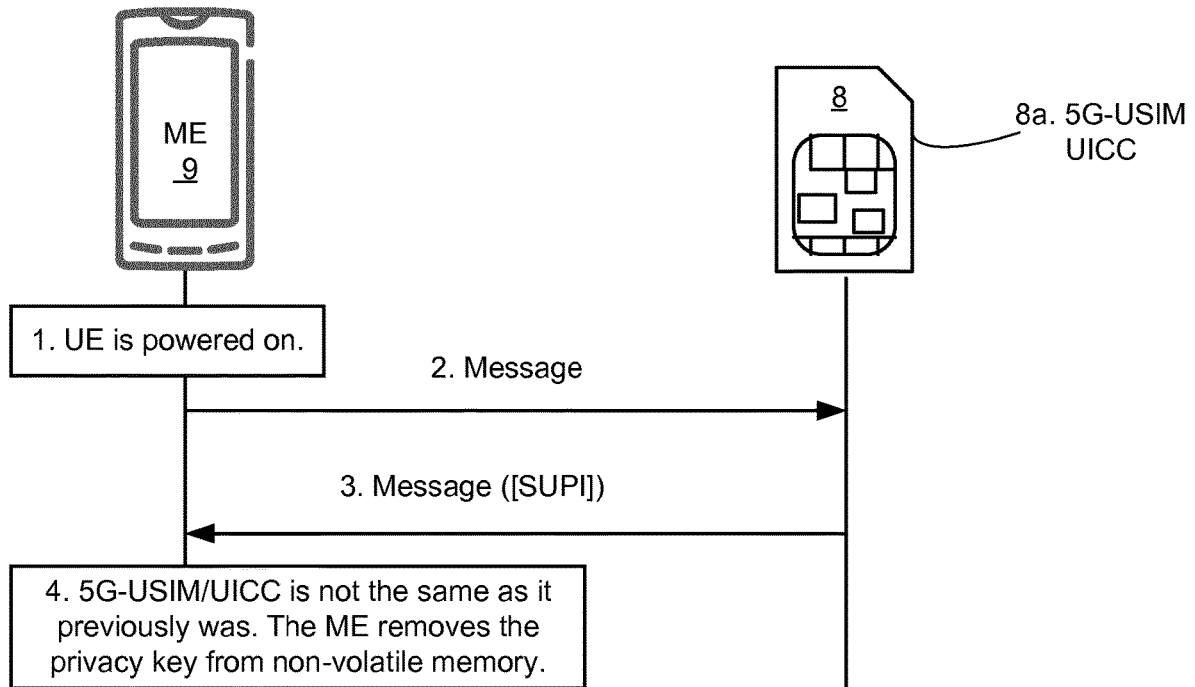 ME
9
8
8a. 5G-USIM
UICC
1. UE is powered on.
2. Message
3. Message ([SUPI])
4. 5G-USIM/UICC is not the same as it
previously was. The ME removes the
privacy key from non-volatile memory.